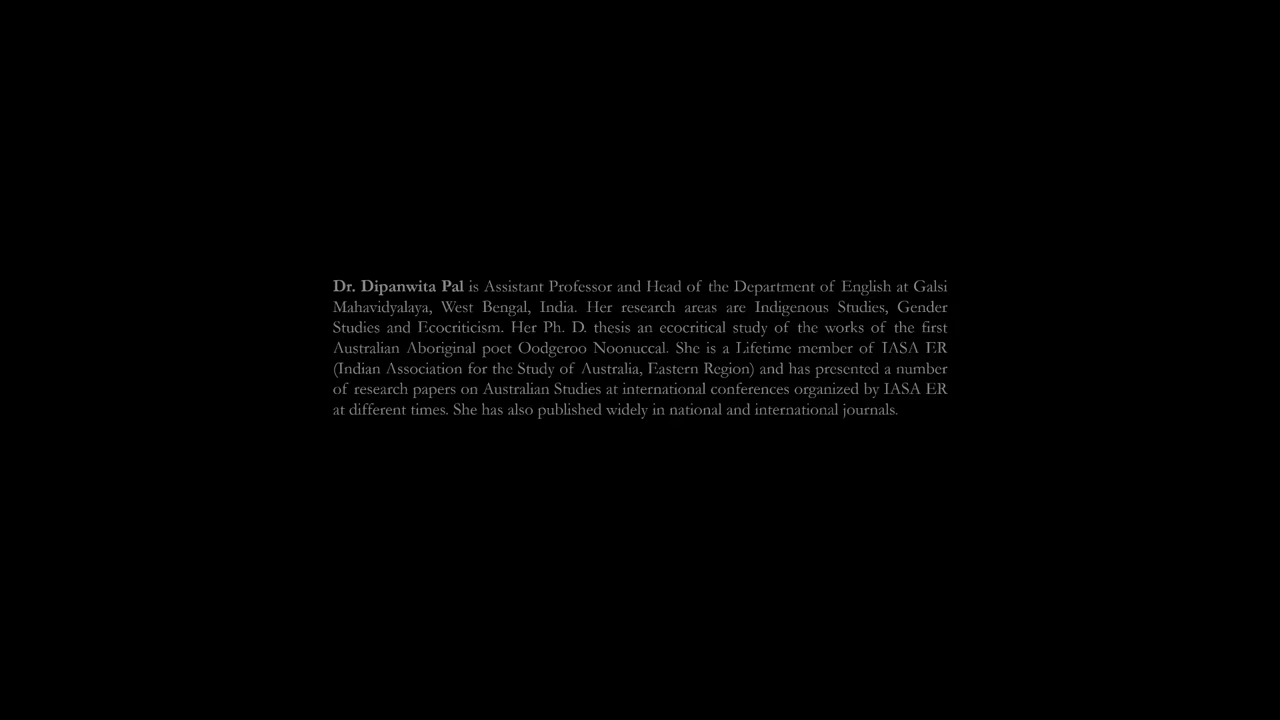 Dr. Dipanwita Pal is Assistant Professor and Head of the Department of English at Galsi
Mahavidyalaya, West Bengal, India. Her research areas are Indigenous Studies, Gender
Studies and Ecocriticism. Her Ph. D. thesis an ecocritical study of the works of the first
Australian Aboriginal poet Oodgeroo Noonuccal. She is a Lifetime member of IASA ER
(Indian Association for the Study of Australia, Eastern Region) and has presented a number
of research papers on Australian Studies at international conferences organized by IASA ER
at different times. She has also published widely in national and international journals.